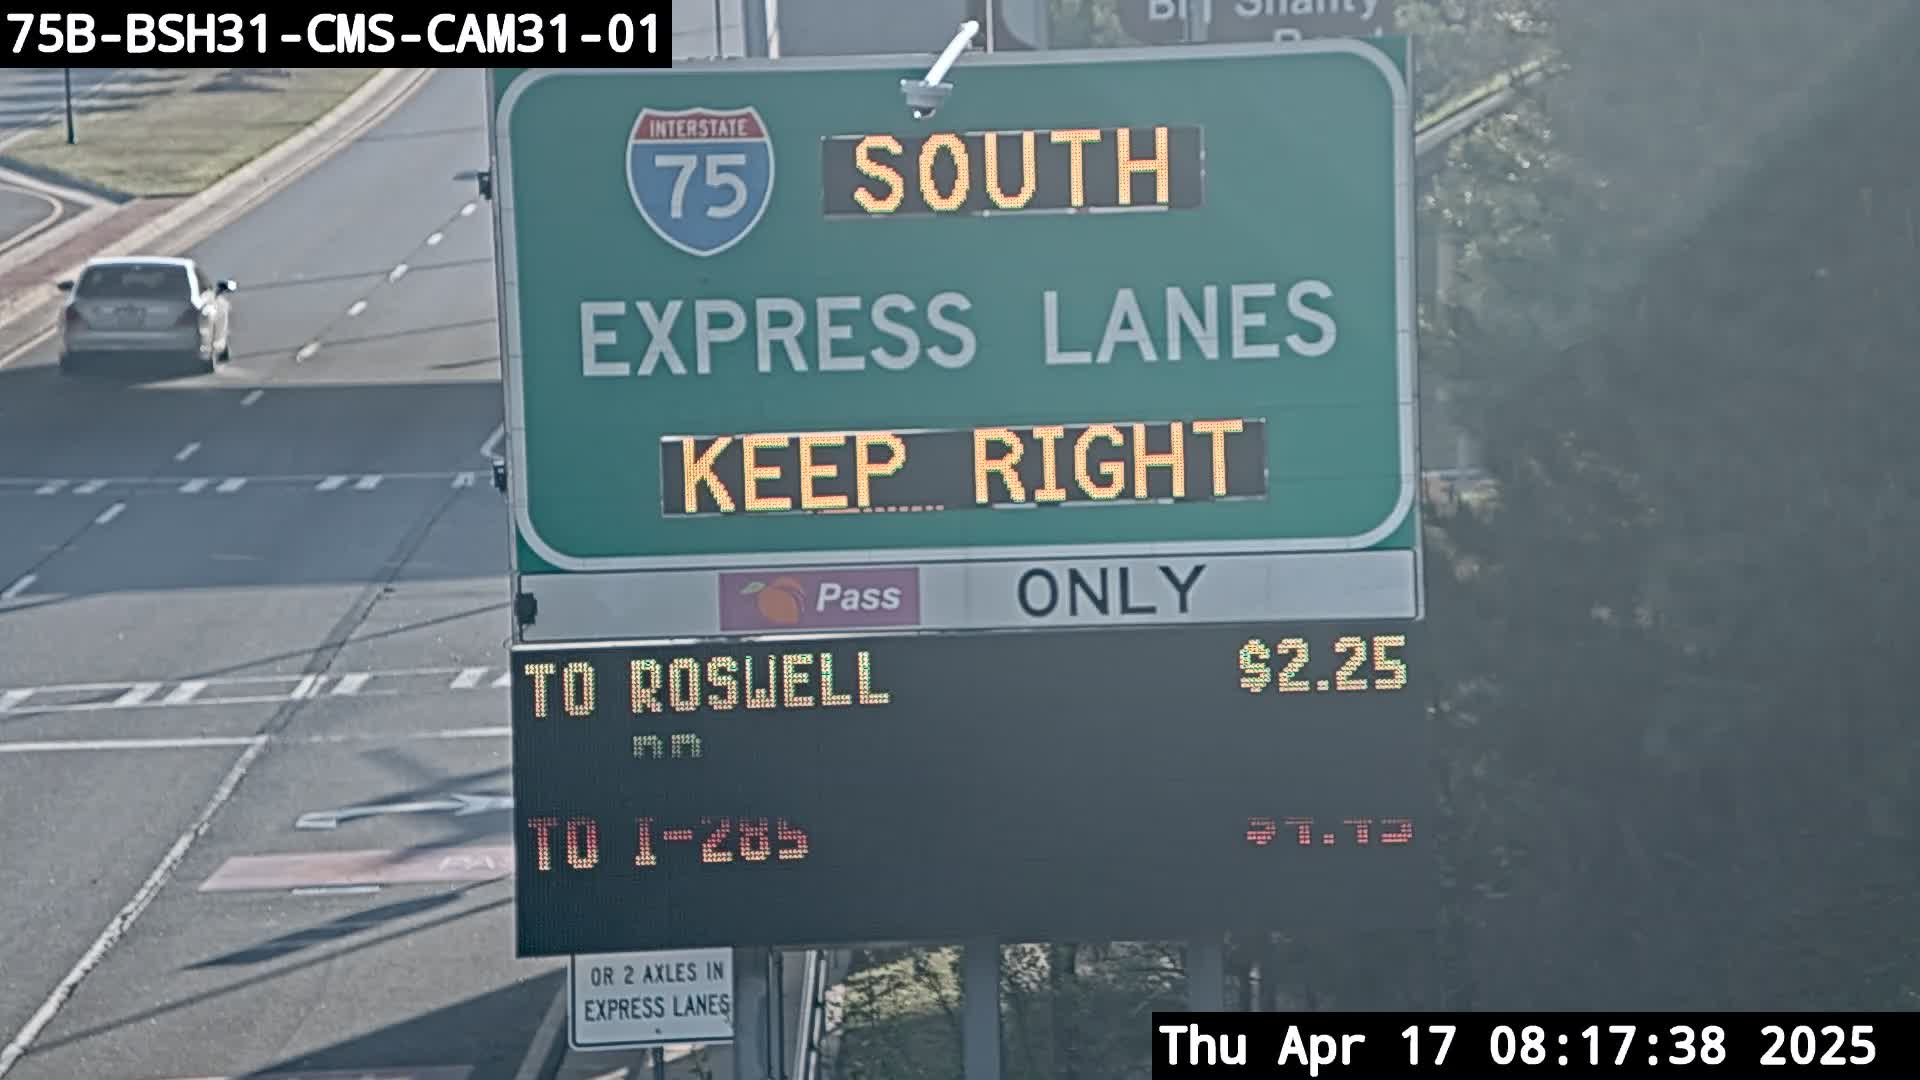 75B-BSH31-CMS-CAM31-01
Shanty
INTERSTATE
75
SOUTH
EXPRESS LANES
KEEP RIGHT
Pass ONLY
TO ROSWELL $2.25
TO I-285
OR 2 AXLES IN
EXPRESS LANES
Thu Apr 17 08:17:38 2025